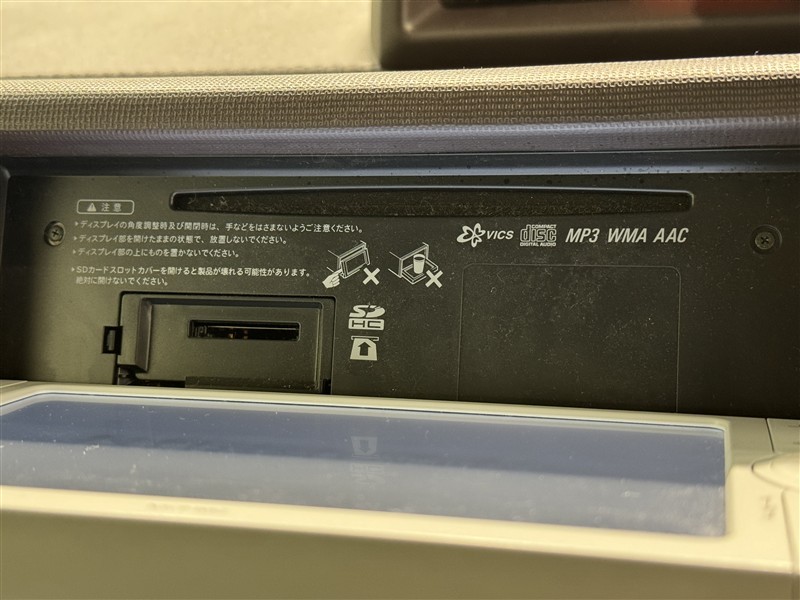 注意
*ディスプレイの角度調整時及び開閉時は、手などをはさまないようご注意ください。
*ディスプレイ部を開けたままの状態で、放置しないでください。
*ディスプレイ部の上にものを置かないでください。
*SDカードスロットカバーを開けると製品が壊れる可能性があります。
絶対に開けないでください。
VICS COMPACT disc DIGITAL AUDIO MP3 WMA AAC
SD
HC